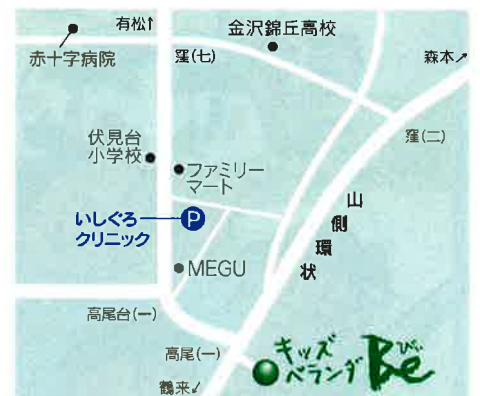 有松↑
金沢錦丘高校
赤十字病院
窪(七)
森本↗
窪(二)
伏見台
小学校
ファミリー
マート
いしぐろ
クリニック
P
山側環状
MEGU
高尾台(一)
高尾(一)
鶴来↙
キッズ
ベランダ
Be
びぃ